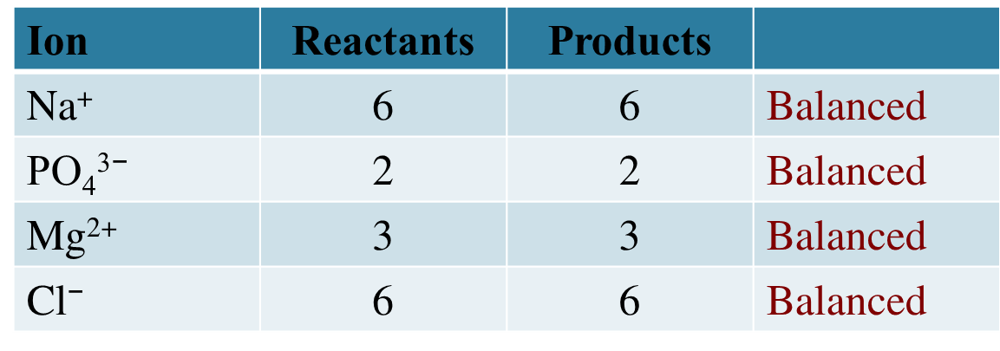 Ion Reactants Products
Na⁺ 6 6 Balanced
PO₄³⁻ 2 2 Balanced
Mg²⁺ 3 3 Balanced
Cl⁻ 6 6 Balanced